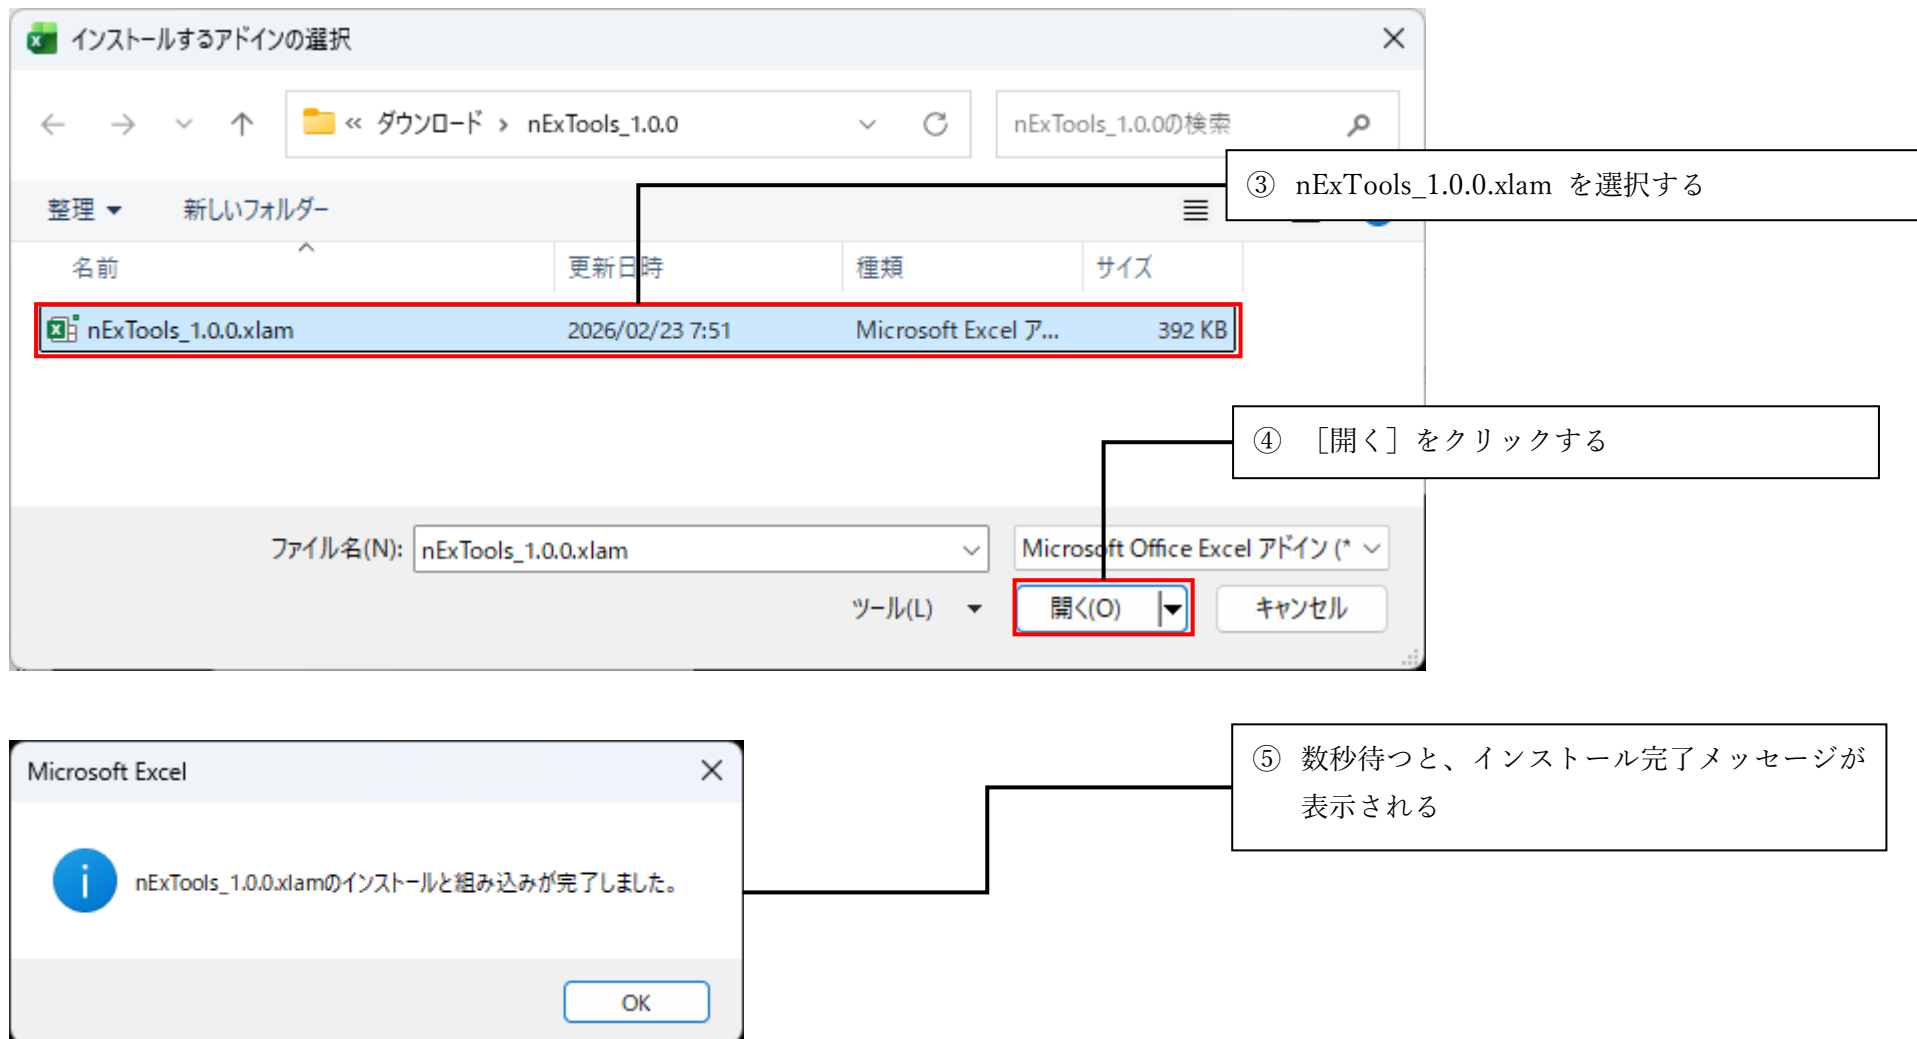 インストールするアドインの選択
« ダウンロード › nExTools_1.0.0
nExTools_1.0.0の検索
③ nExTools_1.0.0.xlam を選択する
整理 新しいフォルダー
名前 更新日時 種類 サイズ
nExTools_1.0.0.xlam 2026/02/23 7:51 Microsoft Excel ア... 392 KB
④ ［開く］をクリックする
ファイル名(N): nExTools_1.0.0.xlam Microsoft Office Excel アドイン (*
ツール(L) 開く(O) キャンセル
Microsoft Excel
⑤ 数秒待つと、インストール完了メッセージが
表示される
nExTools_1.0.0.xlamのインストールと組み込みが完了しました。
OK